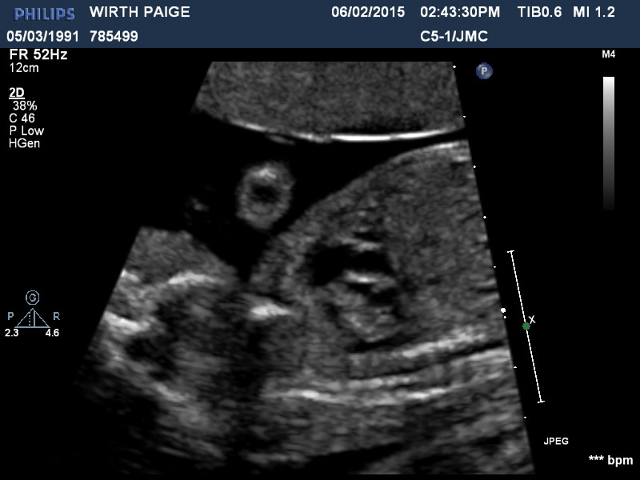 PHILIPS WIRTH PAIGE 06/02/2015 02:43:30PM TIB0.6 MI 1.2
05/03/1991 785499 C5-1/JMC
FR 52Hz
12cm
2D
38%
C 46
P Low
HGen
M4
P
G
P R
2.3 4.6
X
JPEG
*** bpm